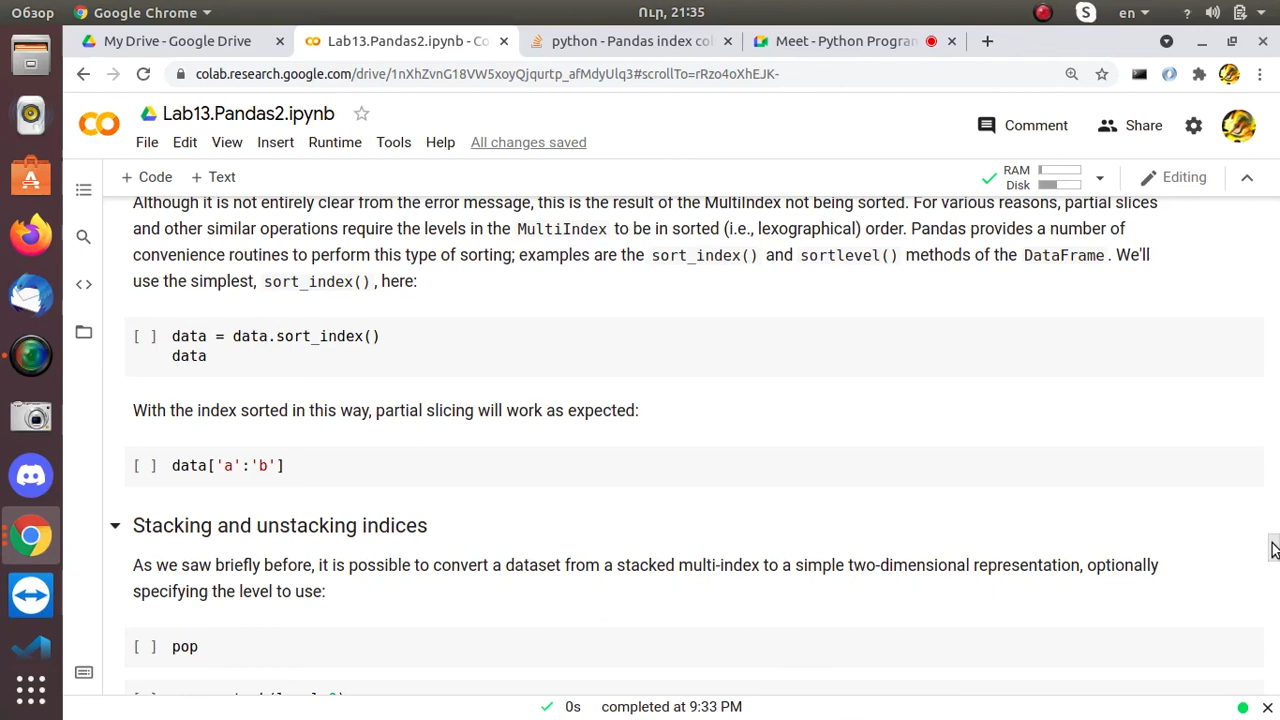 Обзор
Google Chrome
Ուր, 21:35
en
My Drive - Google Drive
Lab13.Pandas2.ipynb - Co
python - Pandas index col
Meet - Python Program
colab.research.google.com/drive/1nXhZvnG18VW5xoyQjqurtp_afMdyUlq3#scrollTo=rRzo4oXhEJK-
Lab13.Pandas2.ipynb
File Edit View Insert Runtime Tools Help All changes saved
Comment
Share
+ Code + Text
RAM
Disk
Editing
Although it is not entirely clear from the error message, this is the result of the MultiIndex not being sorted. For various reasons, partial slices
and other similar operations require the levels in the MultiIndex to be in sorted (i.e., lexographical) order. Pandas provides a number of
convenience routines to perform this type of sorting; examples are the sort_index() and sortlevel() methods of the DataFrame. We'll
use the simplest, sort_index(), here:
[ ] data = data.sort_index()
data
With the index sorted in this way, partial slicing will work as expected:
[ ] data['a':'b']
Stacking and unstacking indices
As we saw briefly before, it is possible to convert a dataset from a stacked multi-index to a simple two-dimensional representation, optionally
specifying the level to use:
[ ] pop
0s completed at 9:33 PM